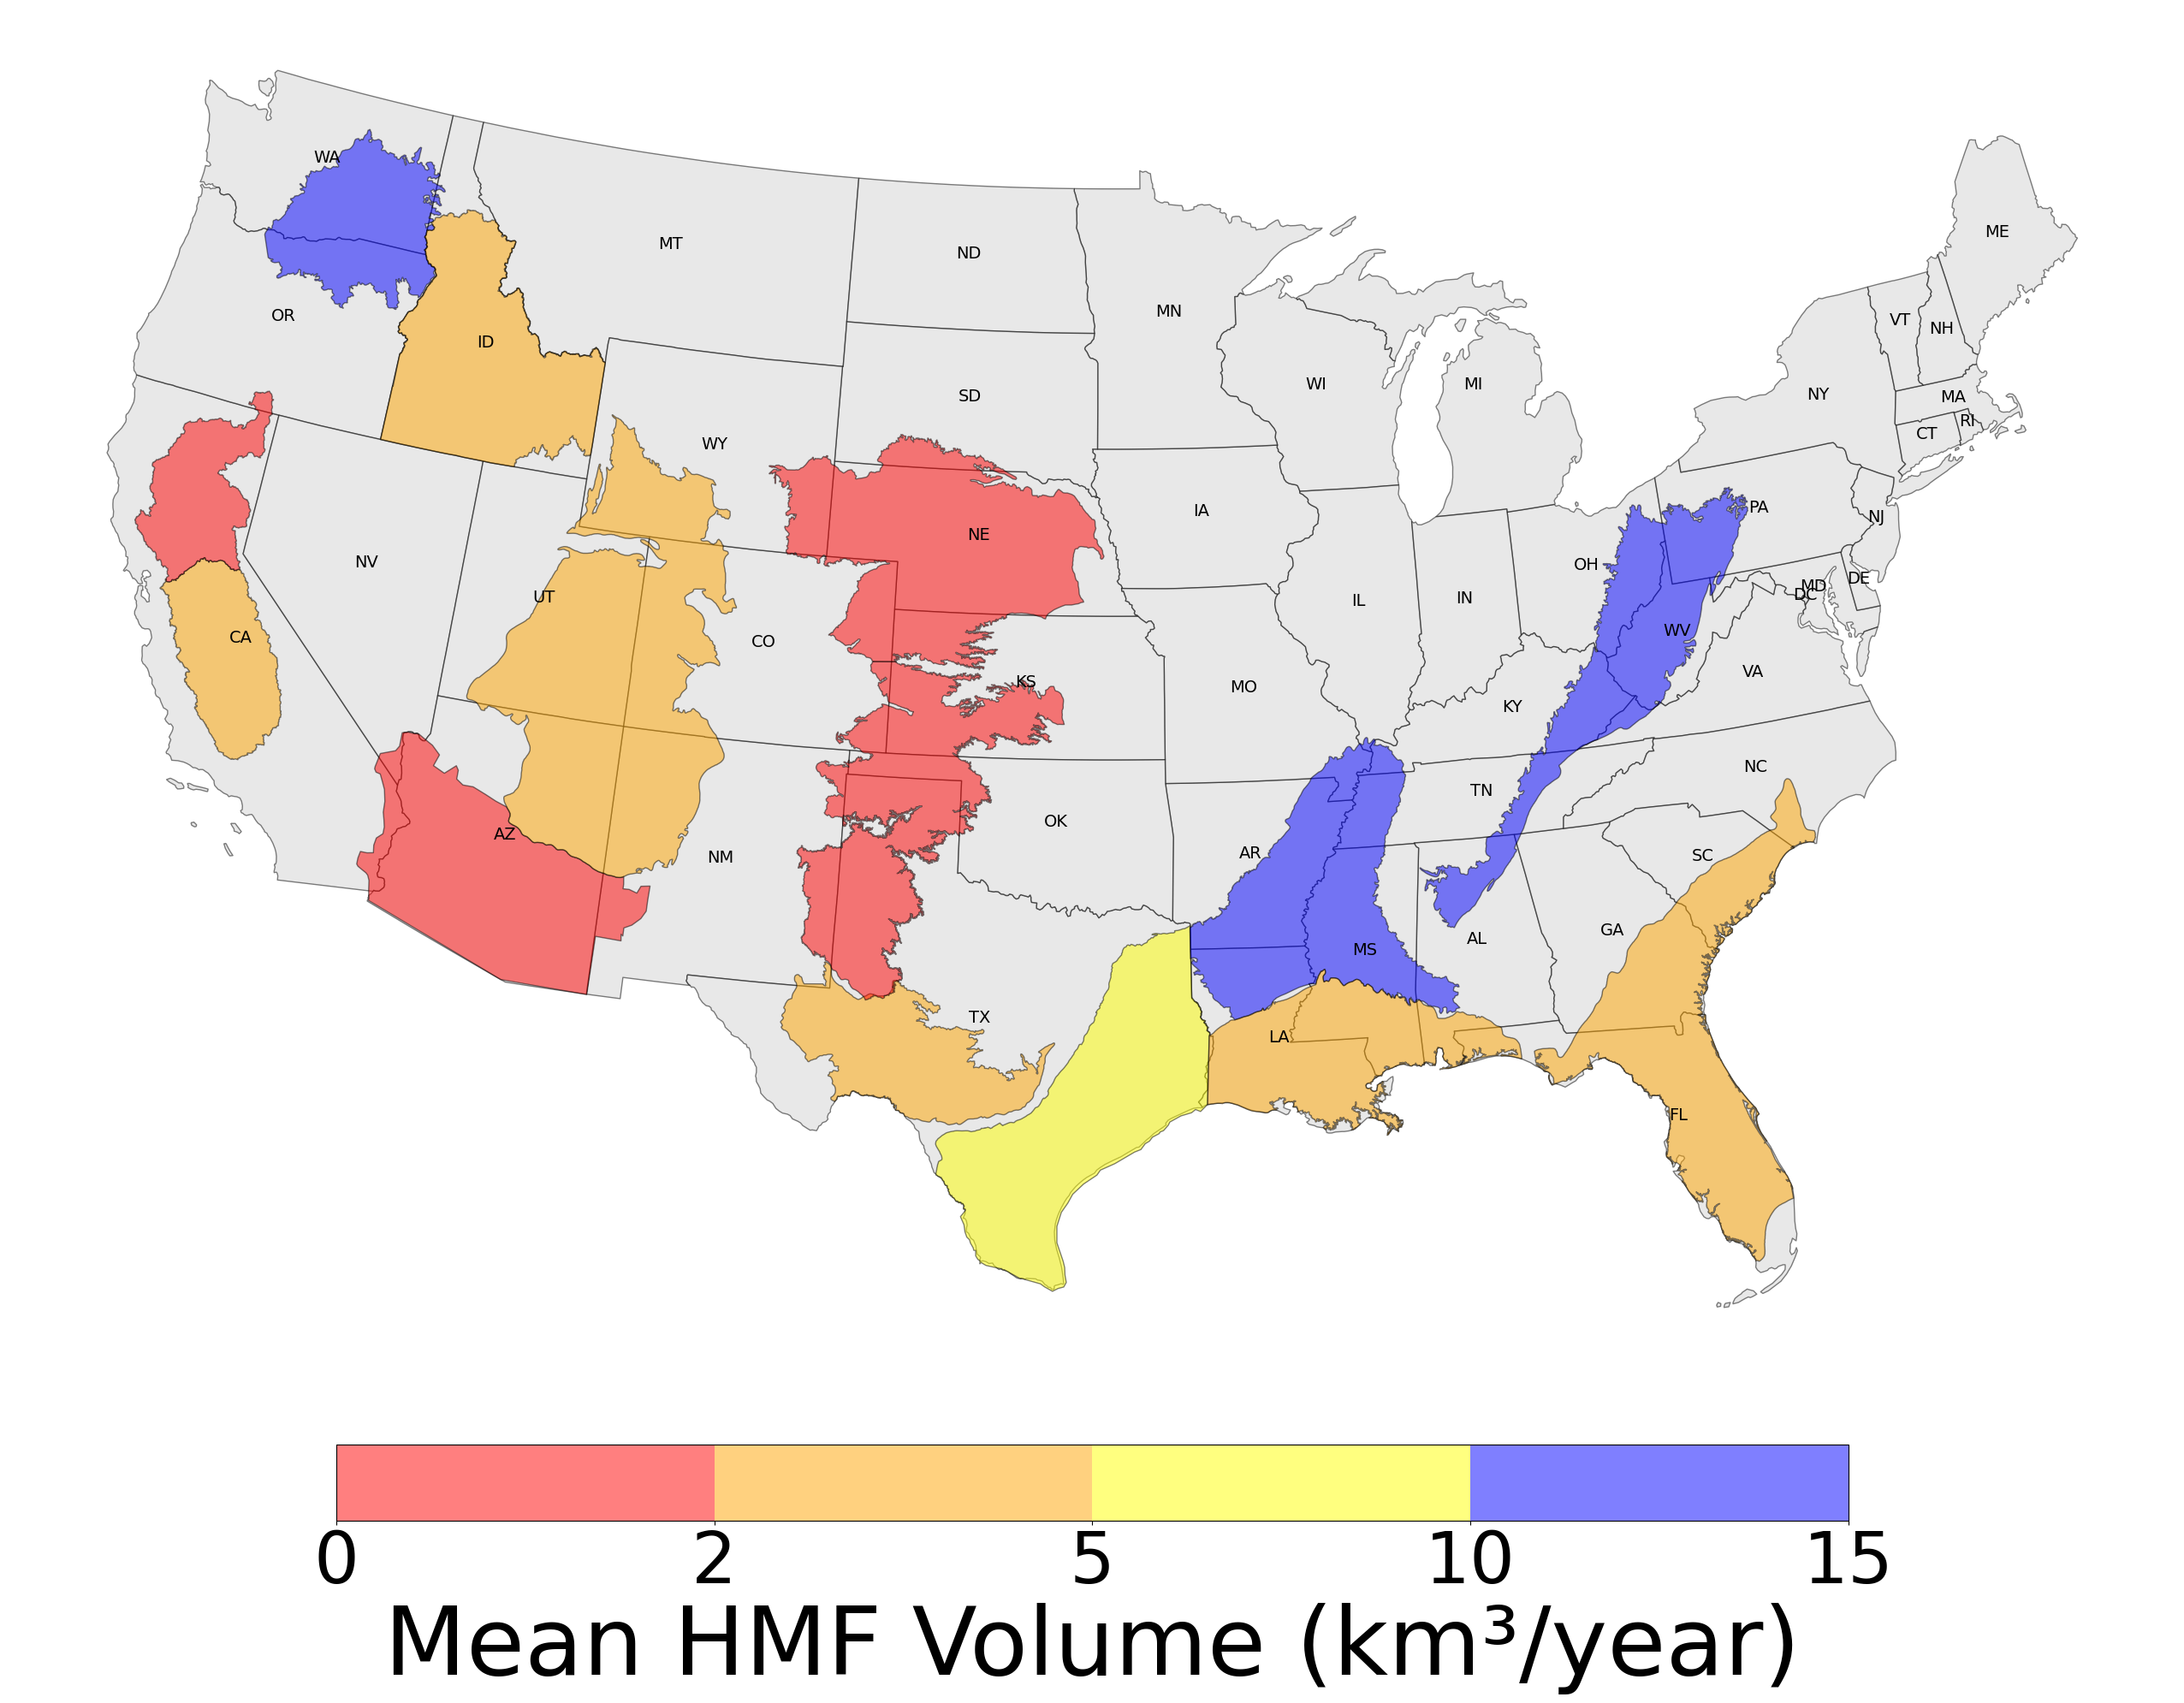 WA
ME
MT
ND
MN
OR
VT
NH
ID
WI
MI
SD
NY
MA
RI
CT
WY
IA
PA
NJ
NE
NV
OH
UT
IL
IN
DE
MD
DC
CA
CO
WV
KS
MO
VA
KY
NC
TN
OK
AZ
AR
NM
SC
GA
AL
MS
TX
LA
FL
0 2 5 10 15
Mean HMF Volume (km³/year)